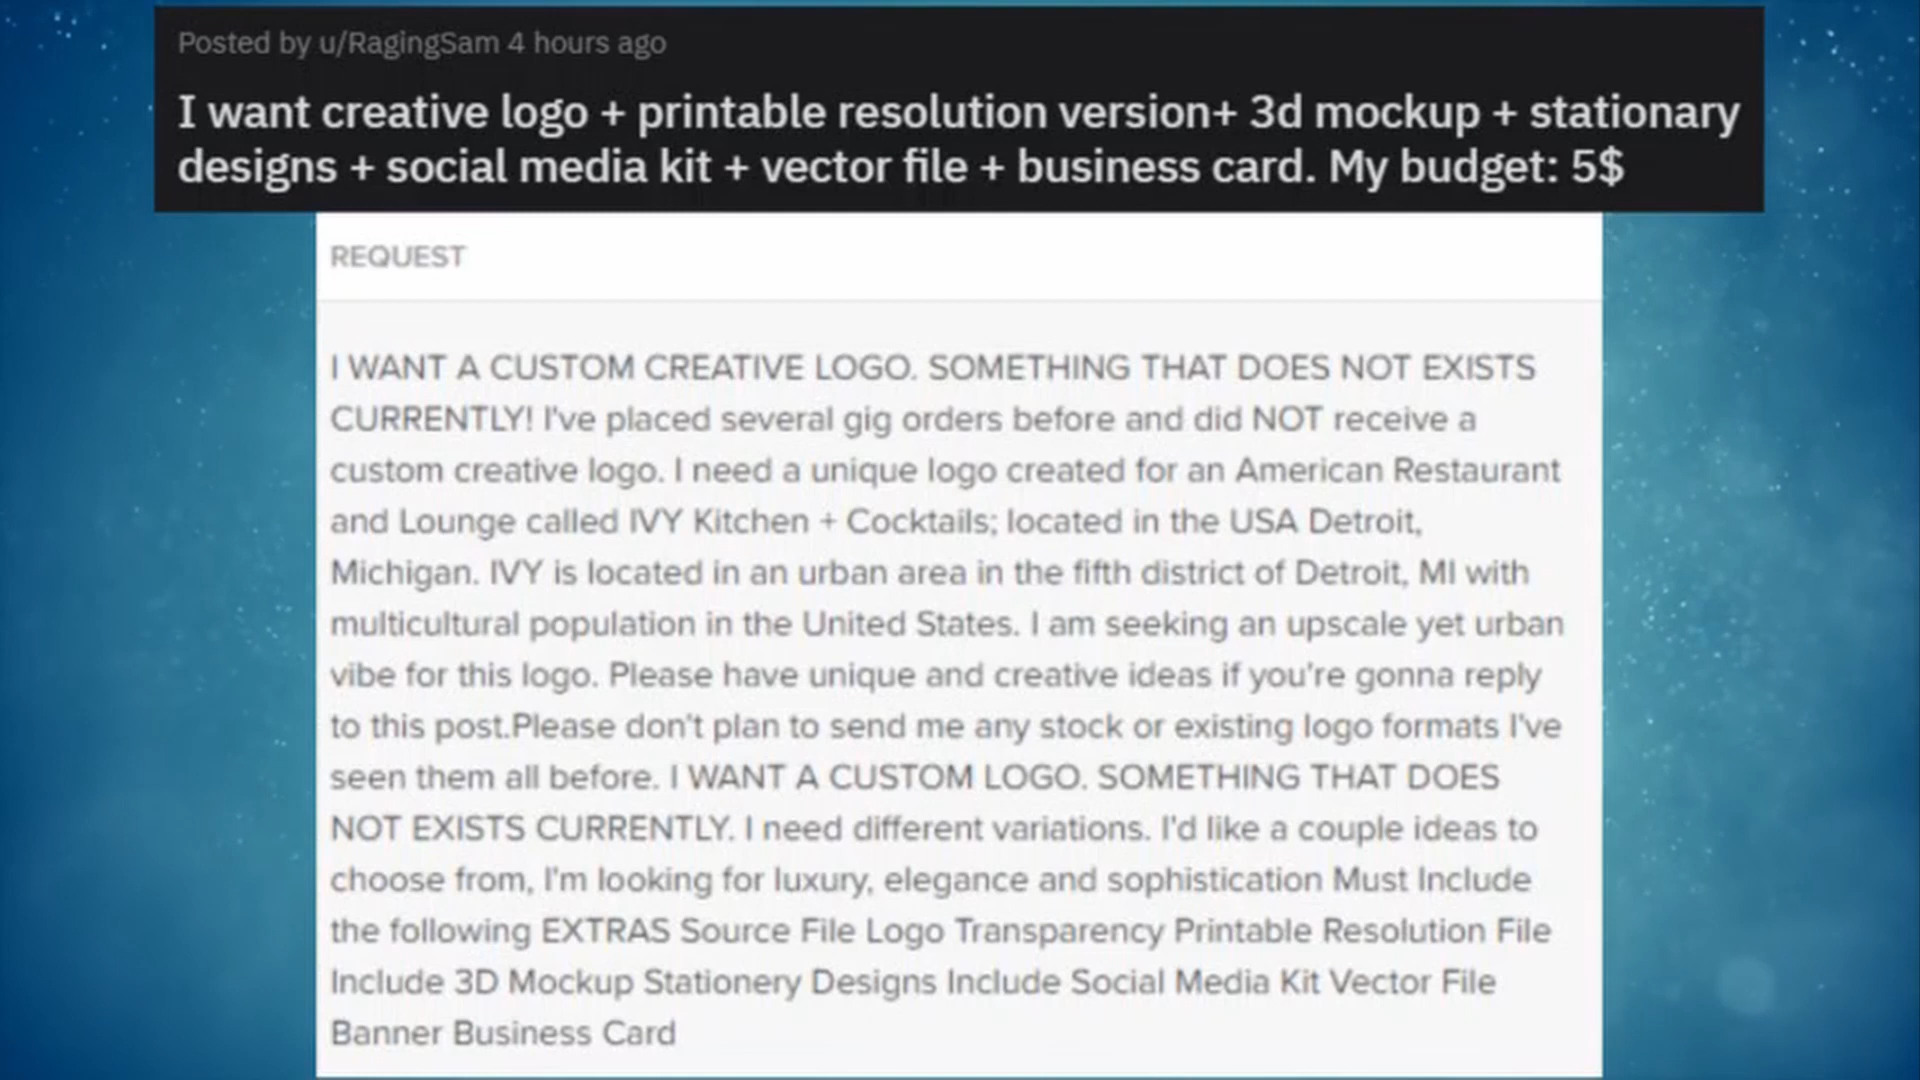 Posted by u/RagingSam 4 hours ago
I want creative logo + printable resolution version+ 3d mockup + stationary
designs + social media kit + vector file + business card. My budget: 5$
REQUEST
I WANT A CUSTOM CREATIVE LOGO. SOMETHING THAT DOES NOT EXISTS
CURRENTLY! I've placed several gig orders before and did NOT receive a
custom creative logo. I need a unique logo created for an American Restaurant
and Lounge called IVY Kitchen + Cocktails; located in the USA Detroit,
Michigan. IVY is located in an urban area in the fifth district of Detroit, MI with
multicultural population in the United States. I am seeking an upscale yet urban
vibe for this logo. Please have unique and creative ideas if you're gonna reply
to this post.Please don't plan to send me any stock or existing logo formats I've
seen them all before. I WANT A CUSTOM LOGO. SOMETHING THAT DOES
NOT EXISTS CURRENTLY. I need different variations. I'd like a couple ideas to
choose from, I'm looking for luxury, elegance and sophistication Must Include
the following EXTRAS Source File Logo Transparency Printable Resolution File
Include 3D Mockup Stationery Designs Include Social Media Kit Vector File
Banner Business Card